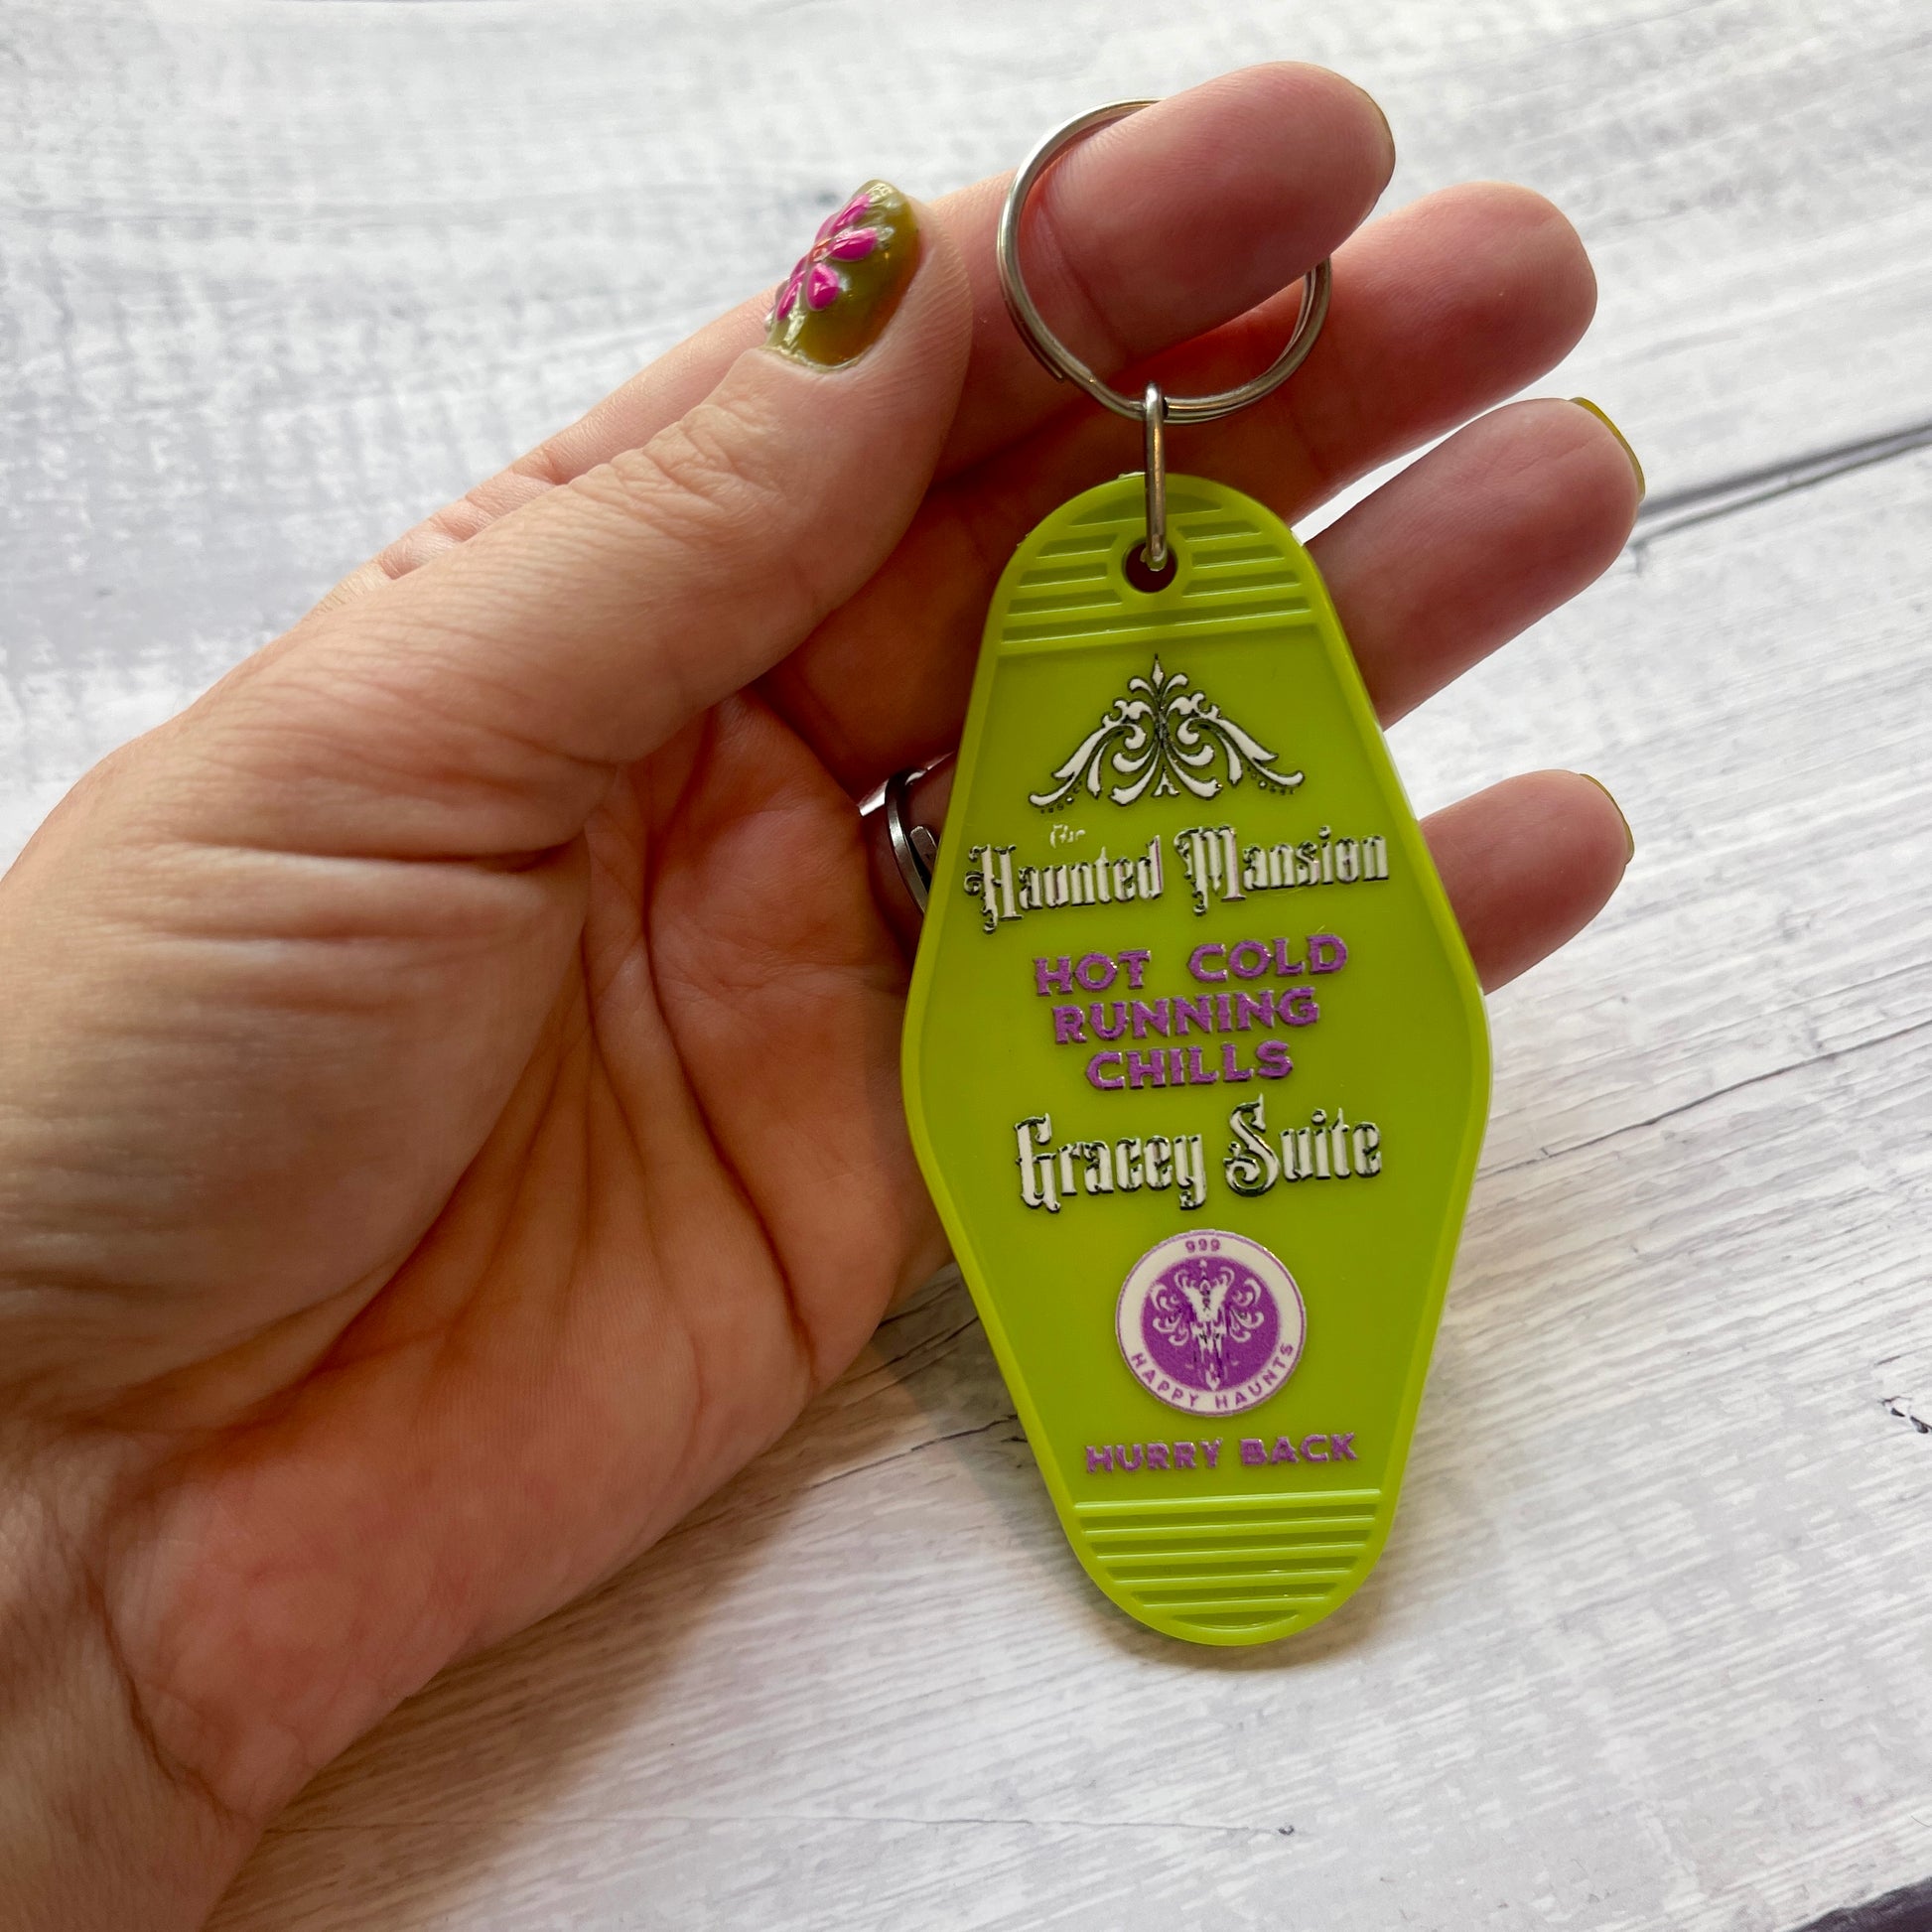 The
Haunted Mansion
HOT COLD
RUNNING
CHILLS
Gracey Suite
999
HAPPY HAUNTS
HURRY BACK